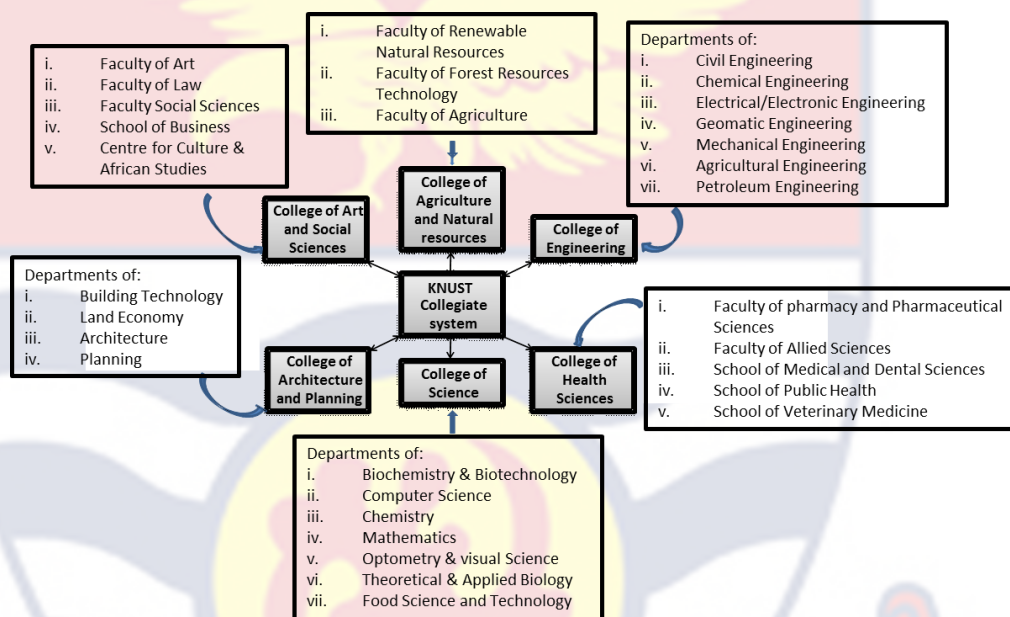 i. Faculty of Art
ii. Faculty of Law
iii. Faculty Social Sciences
iv. School of Business
v. Centre for Culture &
African Studies
i. Faculty of Renewable
Natural Resources
ii. Faculty of Forest Resources
Technology
iii. Faculty of Agriculture
Departments of:
i. Civil Engineering
ii. Chemical Engineering
iii. Electrical/Electronic Engineering
iv. Geomatic Engineering
v. Mechanical Engineering
vi. Agricultural Engineering
vii. Petroleum Engineering
College of Art
and Social
Sciences
College of
Agriculture
and Natural
resources
College of
Engineering
Departments of:
i. Building Technology
ii. Land Economy
iii. Architecture
iv. Planning
KNUST
Collegiate
system
i. Faculty of pharmacy and Pharmaceutical
Sciences
ii. Faculty of Allied Sciences
iii. School of Medical and Dental Sciences
iv. School of Public Health
v. School of Veterinary Medicine
College of
Architecture
and Planning
College of
Science
College of
Health
Sciences
Departments of:
i. Biochemistry & Biotechnology
ii. Computer Science
iii. Chemistry
iv. Mathematics
v. Optometry & visual Science
vi. Theoretical & Applied Biology
vii. Food Science and Technology